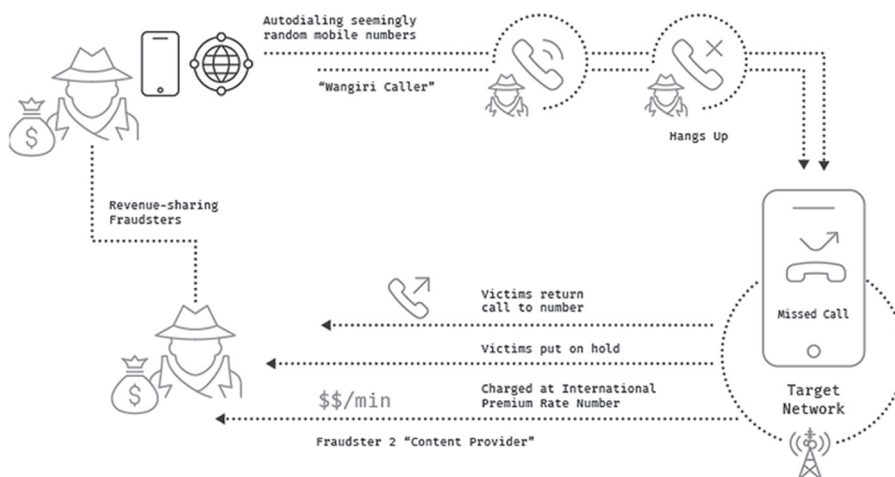 Autodialing seemingly
random mobile numbers
“Wangiri Caller”
Hangs Up
Revenue-sharing
Fraudsters
Missed Call
Victims return
call to number
Victims put on hold
$$/min
Charged at International
Premium Rate Number
Target
Network
Fraudster 2 “Content Provider”
$
$